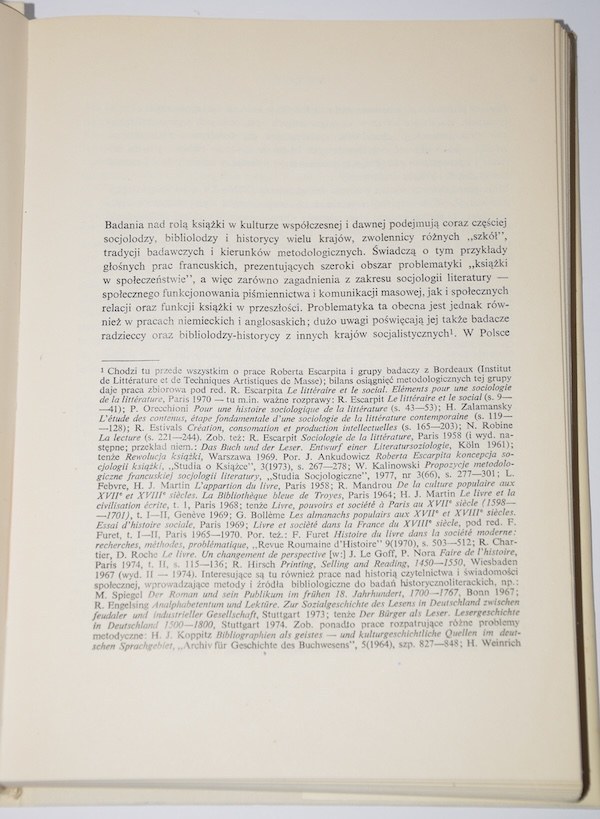 Badania nad rolą książki w kulturze współczesnej i dawnej podejmują coraz częściej
socjolodzy, bibliolodzy i historycy wielu krajów, zwolennicy różnych „szkół”,
tradycji badawczych i kierunków metodologicznych. Świadczą o tym przykłady
głośnych prac francuskich, prezentujących szeroki obszar problematyki „książki
w społeczeństwie”, a więc zarówno zagadnienia z zakresu socjologii literatury —
społecznego funkcjonowania piśmiennictwa i komunikacji masowej, jak i społecznych
relacji oraz funkcji książki w przeszłości. Problematyka ta obecna jest jednak rów-
nież w pracach niemieckich i anglosaskich; dużo uwagi poświęcają jej także badacze
radzieccy oraz bibliolodzy-historycy z innych krajów socjalistycznych¹. W Polsce
¹ Chodzi tu przede wszystkim o prace Roberta Escarpita i grupy badaczy z Bordeaux (Institut
de Littérature et de Techniques Artistiques de Masse); bilans osiągnięć metodologicznych tej grupy
daje praca zbiorowa pod red. R. Escarpita Le littéraire et le social. Eléments pour une sociologie
de la littérature, Paris 1970 — tu m.in. ważne rozprawy: R. Escarpit Le littéraire et le social (s. 9—
—41); P. Orecchioni Pour une histoire sociologique de la littérature (s. 43—53); H. Zalamansky
L'étude des contenus, étape fondamentale d'une sociologie de la littérature contemporaine (s. 119—
—128); R. Estivals Création, consomation et production intellectuelles (s. 165—203); N. Robine
La lecture (s. 221—244). Zob. też: R. Escarpit Sociologie de la littérature, Paris 1958 (i wyd. na-
stępne; przekład niem.: Das Buch und der Leser. Entwurf einer Literatursoziologie, Köln 1961);
tenże Rewolucja książki, Warszawa 1969. Por. J. Ankudowicz Roberta Escarpita koncepcja so-
cjologii książki, „Studia o Książce”, 3(1973), s. 267—278; W. Kalinowski Propozycje metodolo-
giczne francuskiej socjologii literatury, „Studia Socjologiczne”, 1977, nr 3(66), s. 277—301; L.
Febvre, H. J. Martin L'appartion du livre, Paris 1958; R. Mandrou De la culture populaire aux
XVIIᵉ et XVIIIᵉ siècles. La Bibliothèque bleue de Troyes, Paris 1964; H. J. Martin Le livre et la
civilisation écrite, t. 1, Paris 1968; tenże Livre, pouvoirs et société à Paris au XVIIᵉ siècle (1598—
—1701), t. I—II, Genève 1969; G. Bollème Les almanachs populairs aux XVIIᵉ et XVIIIᵉ siècles.
Essai d'histoire sociale, Paris 1969; Livre et société dans la France du XVIIIᵉ siècle, pod red. F.
Furet, t. I—II, Paris 1965—1970. Por. też.: F. Furet Histoire du livre dans la société moderne:
recherches, méthodes, problématique, „Revue Roumaine d'Histoire” 9(1970), s. 503—512; R. Char-
tier, D. Roche Le livre. Un changement de perspective [w:] J. Le Goff, P. Nora Faire de l'histoire,
Paris 1974, t. II, s. 115—136; R. Hirsch Printing, Selling and Reading, 1450—1550, Wiesbaden
1967 (wyd. II — 1974). Interesujące są tu również prace nad historią czytelnictwa i świadomości
społecznej, wprowadzające metody i źródła bibliologiczne do badań historycznoliterackich, np.:
M. Spiegel Der Roman und sein Publikum im frühen 18. Jahrhundert, 1700—1767, Bonn 1967;
R. Engelsing Analphabetentum und Lektüre. Zur Sozialgeschichte des Lesens in Deutschland zwischen
feudaler und industrieller Gesellschaft, Stuttgart 1973; tenże Der Bürger als Leser. Lesergeschichte
in Deutschland 1500—1800, Stuttgart 1974. Zob. ponadto prace rozpatrujące różne problemy
metodyczne: H. J. Koppitz Bibliographien als geistes — und kulturgeschichtliche Quellen im deut-
schen Sprachgebiet, „Archiv für Geschichte des Buchwesens”, 5(1964), szp. 827—848; H. Weinrich